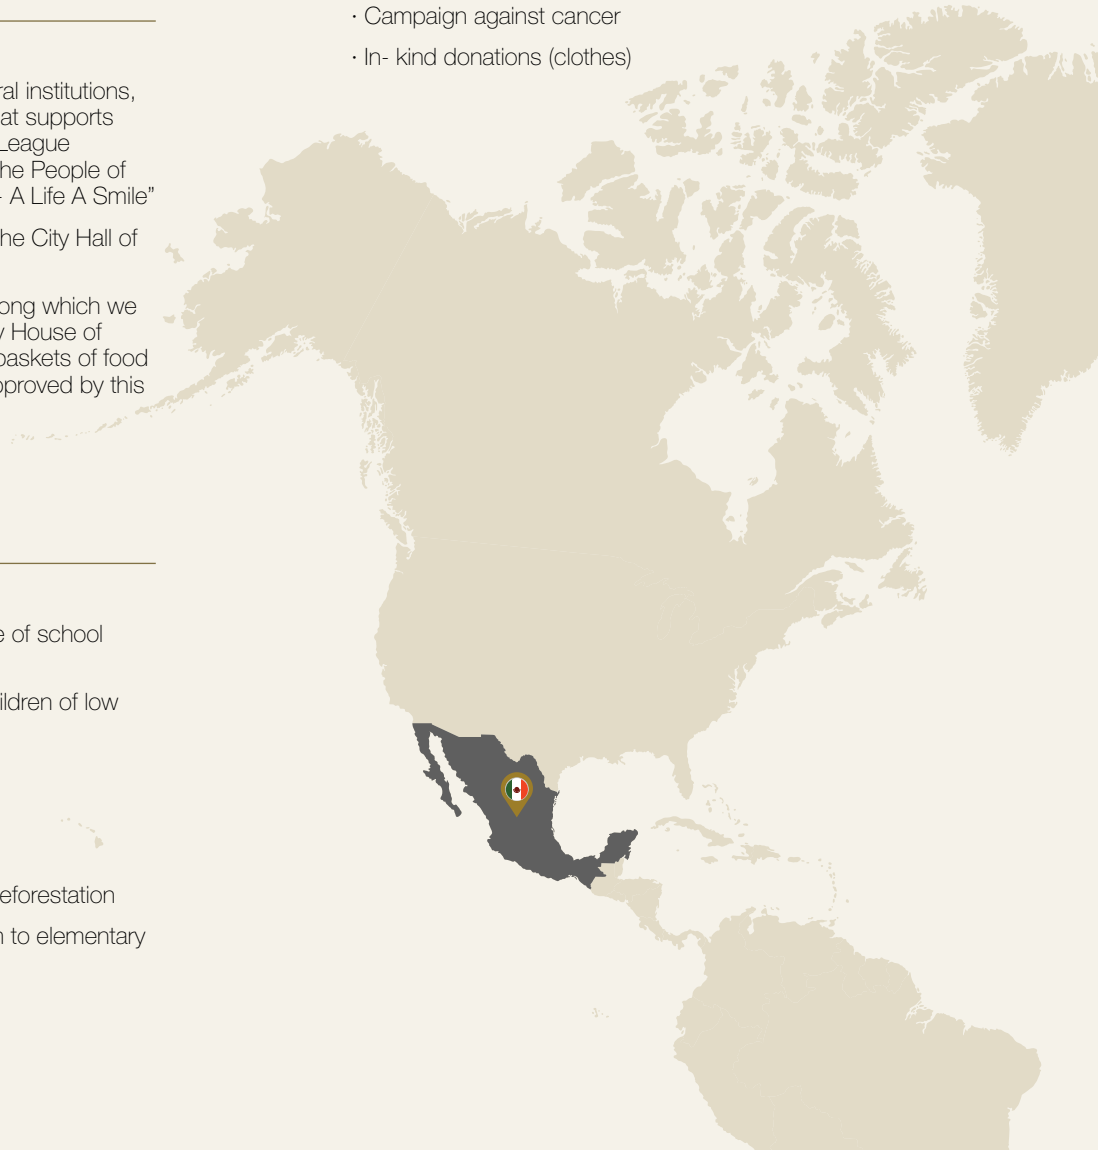 · Campaign against cancer
· In- kind donations (clothes)
ral institutions,
at supports
League
he People of
A Life A Smile”
he City Hall of
ong which we
House of
baskets of food
pproved by this
e of school
ildren of low
eforestation
to elementary